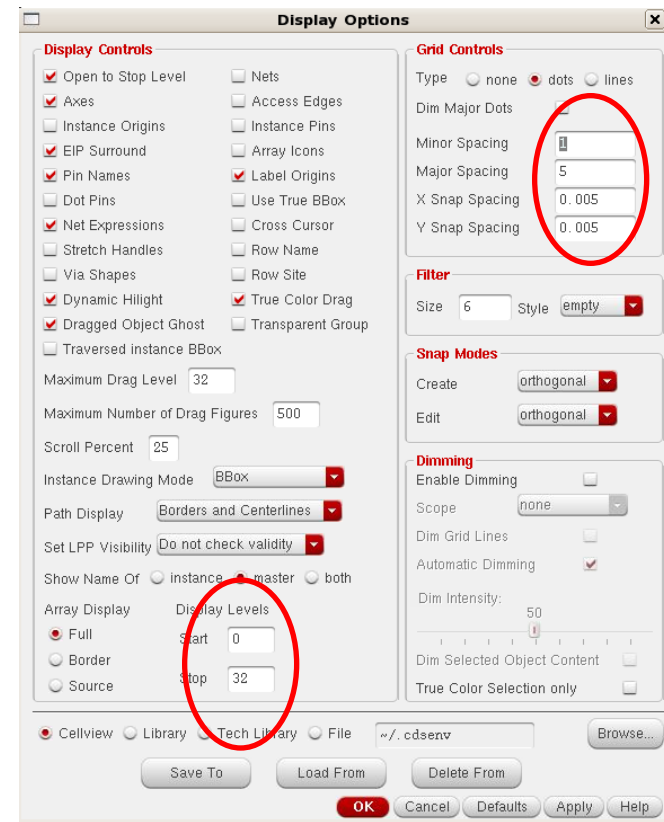 Display Options
Display Controls
Open to Stop Level Nets
Axes Access Edges
Instance Origins Instance Pins
EIP Surround Array Icons
Pin Names Label Origins
Dot Pins Use True BBox
Net Expressions Cross Cursor
Stretch Handles Row Name
Via Shapes Row Site
Dynamic Hilight True Color Drag
Dragged Object Ghost Transparent Group
Traversed instance BBox
Maximum Drag Level 32
Maximum Number of Drag Figures 500
Scroll Percent 25
Instance Drawing Mode BBox
Path Display Borders and Centerlines
Set LPP Visibility Do not check validity
Show Name Of instance master both
Array Display Display Levels
Full Start 0
Border
Source Stop 32
Grid Controls
Type none dots lines
Dim Major Dots
Minor Spacing 1
Major Spacing 5
X Snap Spacing 0.005
Y Snap Spacing 0.005
Filter
Size 6 Style empty
Snap Modes
Create orthogonal
Edit orthogonal
Dimming
Enable Dimming
Scope none
Dim Grid Lines
Automatic Dimming
Dim Intensity:
50
Dim Selected Object Content
True Color Selection only
Cellview Library Tech Library File ~/.cdsenv Browse...
Save To Load From Delete From
OK Cancel Defaults Apply Help